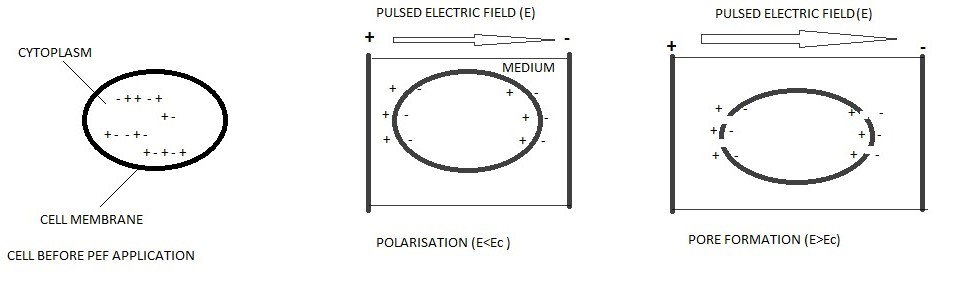 CYTOPLASM
- + + - +
+ -
+ - - + -
+ - + - +
CELL MEMBRANE
CELL BEFORE PEF APPLICATION
PULSED ELECTRIC FIELD (E)
+ -
MEDIUM
+ - + -
+ - + -
+ - + -
POLARISATION (E<Ec )
PULSED ELECTRIC FIELD(E)
+ -
+ - + -
+ - + -
+ - + -
PORE FORMATION (E>Ec)